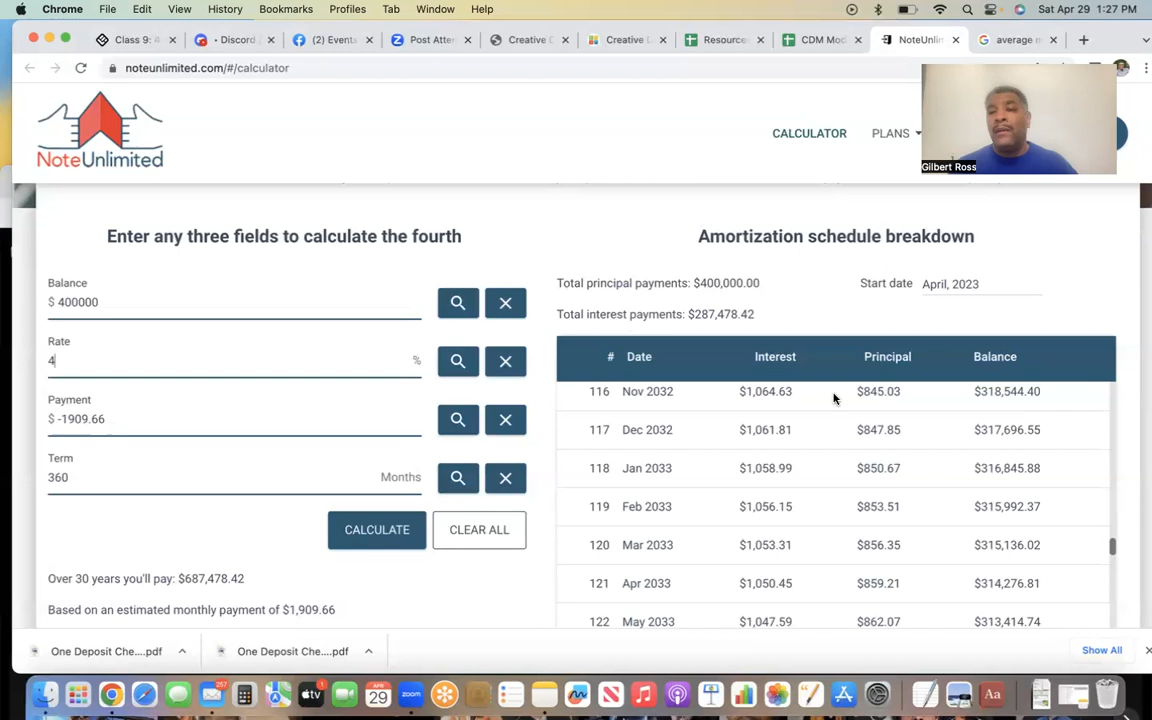 Chrome File Edit View History Bookmarks Profiles Tab Window Help
Sat Apr 29 1:27 PM
Class 9: 4
• Discord
(2) Events
Post Atte
Creative D
Creative D
Resource
CDM Mod
NoteUnlim
average m
noteunlimited.com/#/calculator
NoteUnlimited
CALCULATOR
PLANS
Gilbert Ross
Enter any three fields to calculate the fourth
Balance
$ 400000
Rate
4 %
Payment
$ -1909.66
Term
360 Months
CALCULATE
CLEAR ALL
Over 30 years you'll pay: $687,478.42
Based on an estimated monthly payment of $1,909.66
Amortization schedule breakdown
Total principal payments: $400,000.00
Start date April, 2023
Total interest payments: $287,478.42
# Date Interest Principal Balance
116 Nov 2032 $1,064.63 $845.03 $318,544.40
117 Dec 2032 $1,061.81 $847.85 $317,696.55
118 Jan 2033 $1,058.99 $850.67 $316,845.88
119 Feb 2033 $1,056.15 $853.51 $315,992.37
120 Mar 2033 $1,053.31 $856.35 $315,136.02
121 Apr 2033 $1,050.45 $859.21 $314,276.81
122 May 2033 $1,047.59 $862.07 $313,414.74
One Deposit Che....pdf
One Deposit Che....pdf
Show All
257
APR
29
tv
zoom
Aa